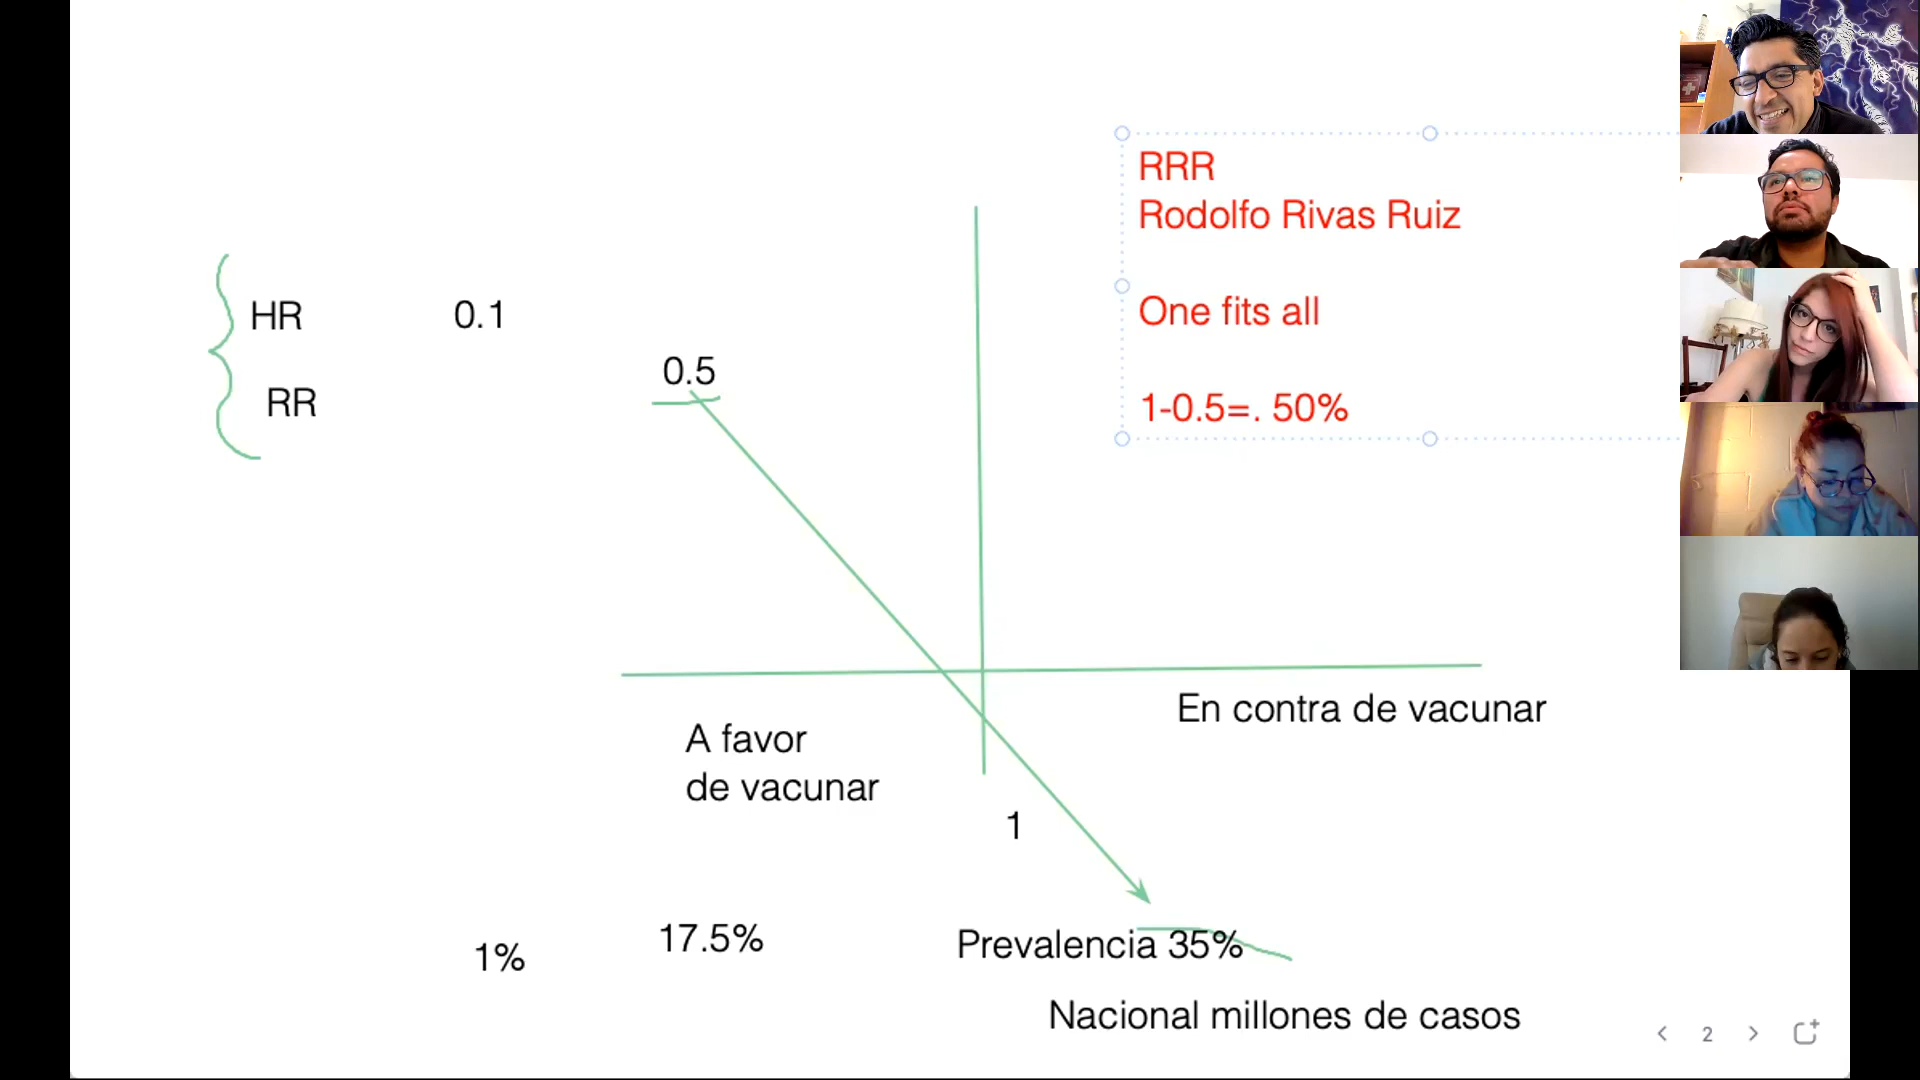 RRR
Rodolfo Rivas Ruiz
One fits all
1-0.5=. 50%
HR
0.1
0.5
RR
A favor
de vacunar
En contra de vacunar
1
1%
17.5%
Prevalencia 35%
Nacional millones de casos
2